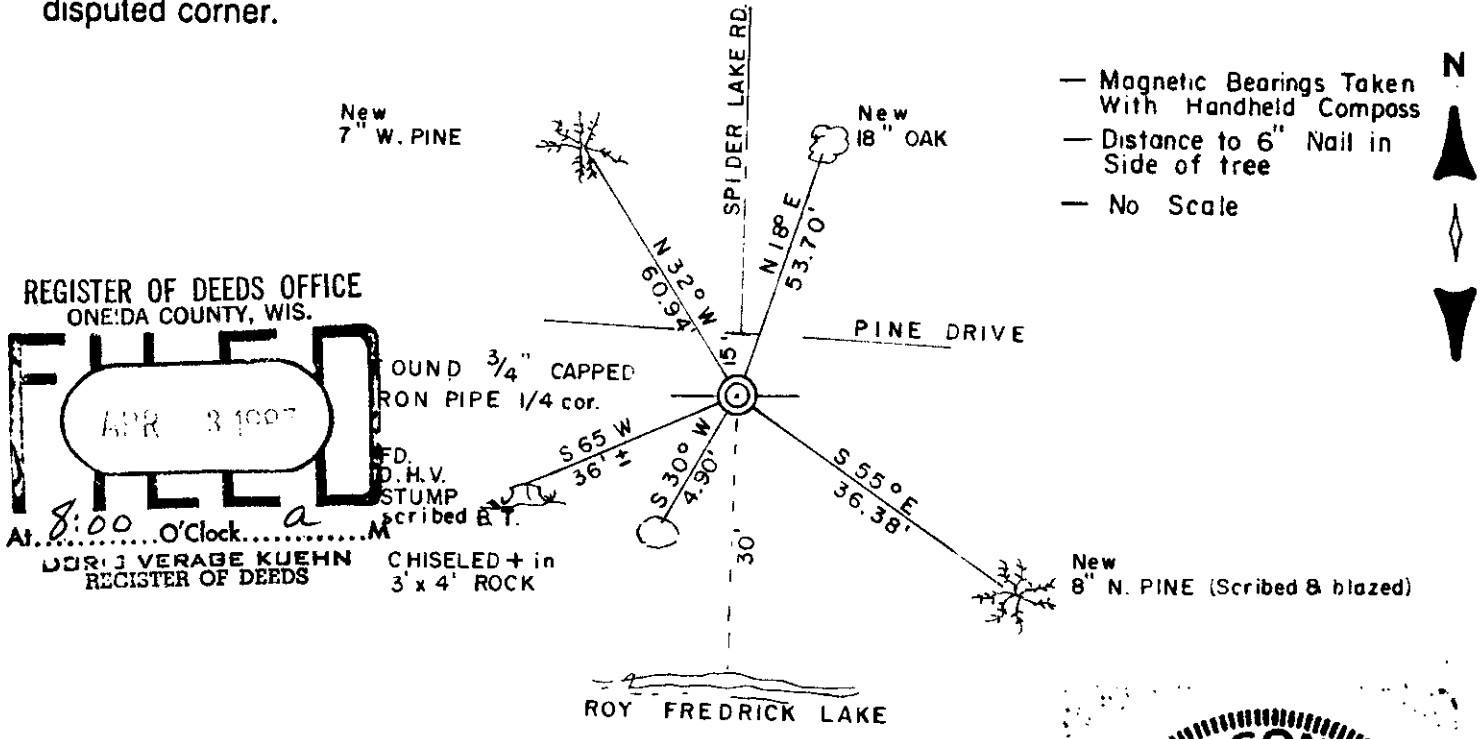 disputed corner.
SPIDER LAKE RD.
New
7" W. PINE
New
18" OAK
— Magnetic Bearings Taken
With Handheld Compass
— Distance to 6" Nail in
Side of tree
— No Scale
N
N 32° W
60.94'
N 18° E
53.70'
15'
PINE DRIVE
REGISTER OF DEEDS OFFICE
ONEIDA COUNTY, WIS.
APR 3
At 8:00 O'Clock a M
VERAGE KUEHN
REGISTER OF DEEDS
OUND 3/4" CAPPED
RON PIPE 1/4 cor.
FD.
O.H.V.
STUMP
scribed B.T.
CHISELED + in
3' x 4' ROCK
S 65 W
36' ±
S 30° W
4.90'
S 55° E
36.38'
30'
New
8" N. PINE (Scribed & blazed)
ROY FREDRICK LAKE